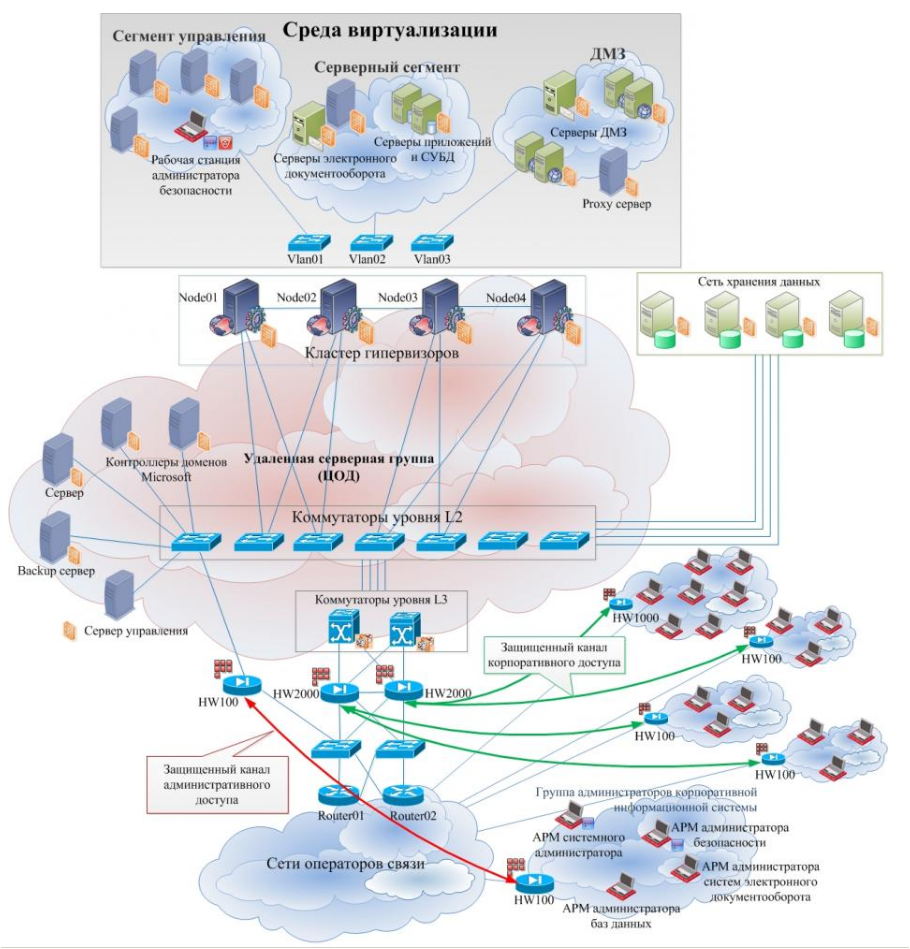 Среда виртуализации
Сегмент управления
Рабочая станция
администратора
безопасности
Серверный сегмент
Серверы электронного
документооборота
Серверы приложений
и СУБД
ДМЗ
Серверы ДМЗ
Proxy сервер
Vlan01
Vlan02
Vlan03
Node01
Node02
Node03
Node04
Кластер гипервизоров
Сеть хранения данных
Удаленная серверная группа
(ЦОД)
Контроллеры доменов
Microsoft
Сервер
Backup сервер
Сервер управления
Коммутаторы уровня L2
Коммутаторы уровня L3
HW1000
Защищенный канал
корпоративного доступа
HW100
HW100
HW2000
HW2000
HW100
HW100
Защищенный канал
административного
доступа
Router01
Router02
Сети операторов связи
Группа администраторов корпоративной
информационной системы
АРМ системного
администратора
АРМ администратора
безопасности
АРМ администратора
систем электронного
документооборота
АРМ администратора
баз данных
HW100